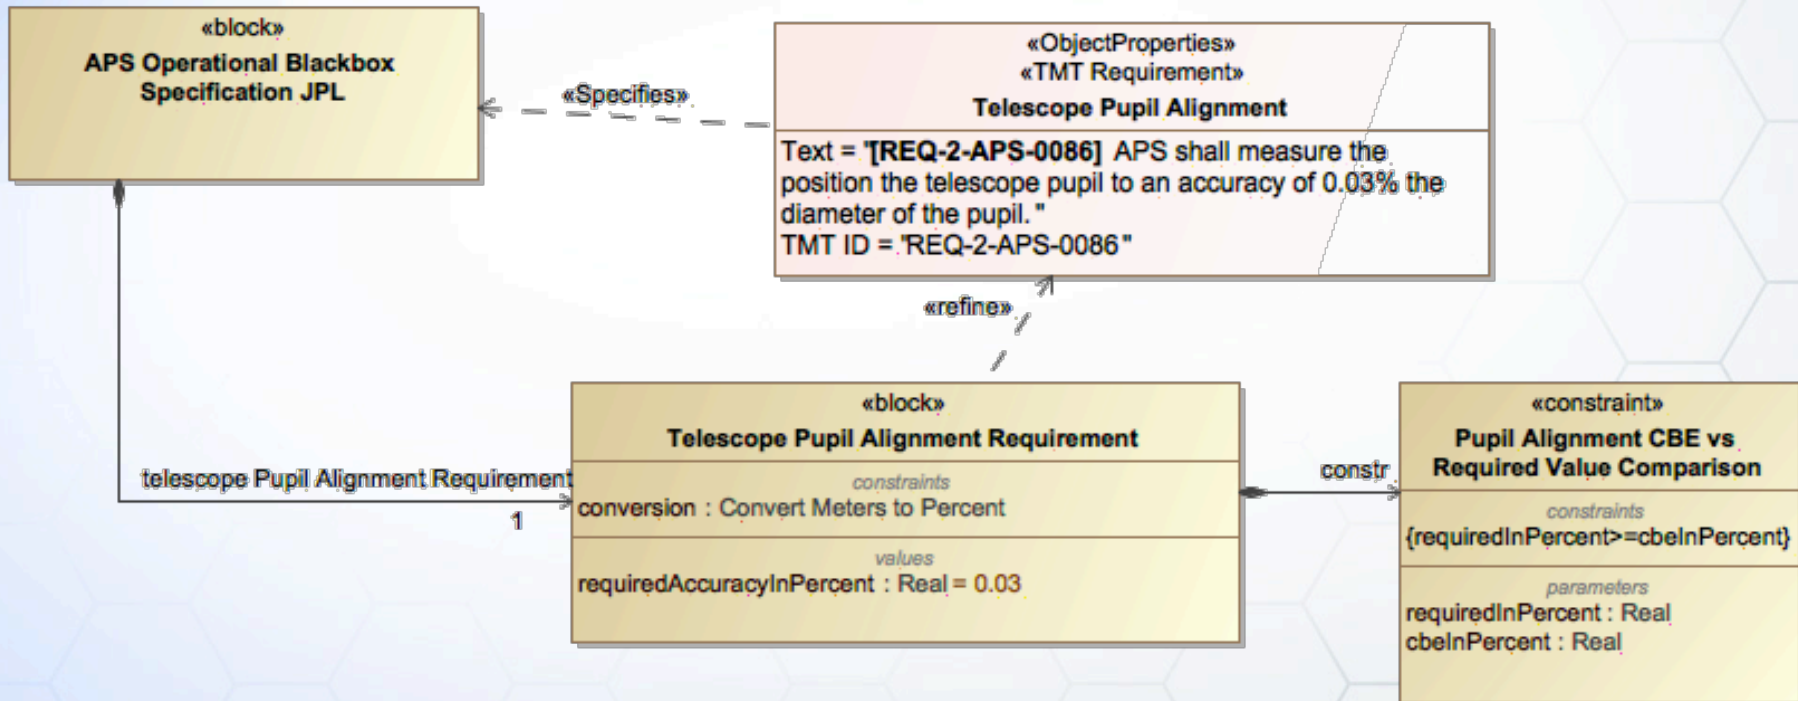 «block»
APS Operational Blackbox
Specification JPL
«Specifies»
«ObjectProperties»
«TMT Requirement»
Telescope Pupil Alignment
Text = "[REQ-2-APS-0086] APS shall measure the
position the telescope pupil to an accuracy of 0.03% the
diameter of the pupil."
TMT ID = "REQ-2-APS-0086"
«refine»
telescope Pupil Alignment Requirement
1
«block»
Telescope Pupil Alignment Requirement
constraints
conversion : Convert Meters to Percent
values
requiredAccuracyInPercent : Real = 0.03
constr
«constraint»
Pupil Alignment CBE vs
Required Value Comparison
constraints
{requiredInPercent>=cbeInPercent}
parameters
requiredInPercent : Real
cbeInPercent : Real